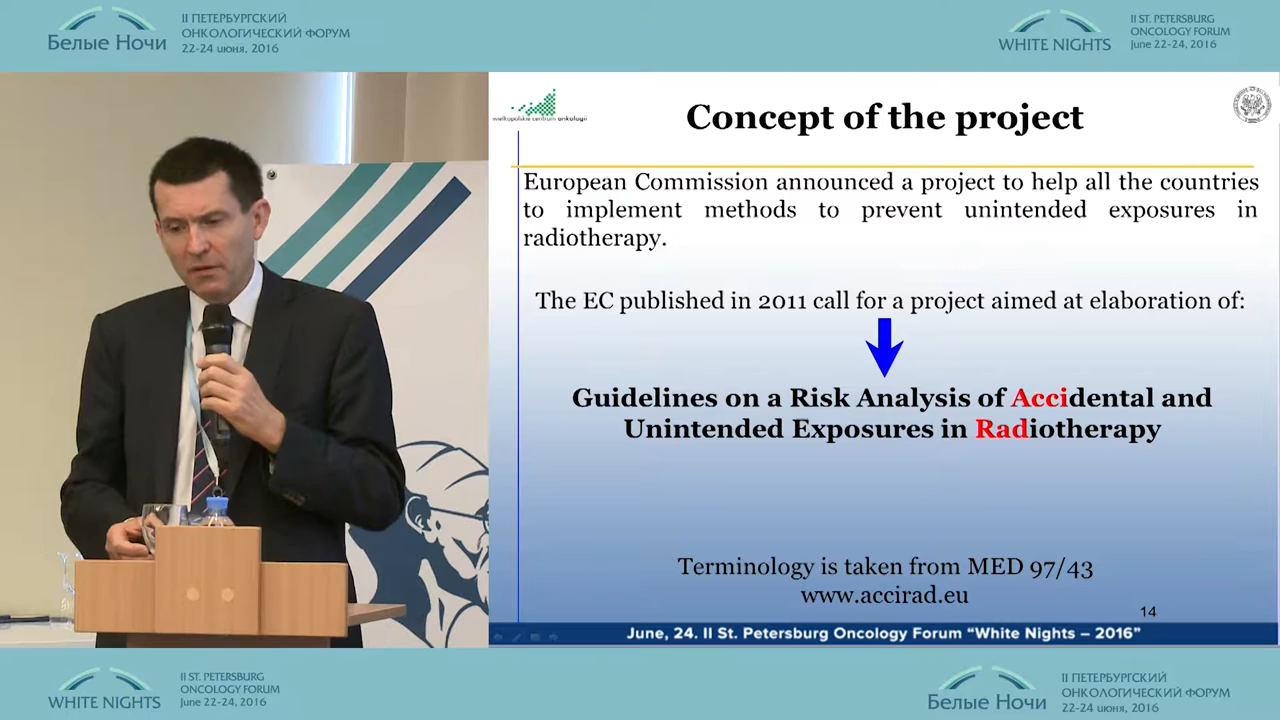 Белые Ночи
II ПЕТЕРБУРГСКИЙ
ОНКОЛОГИЧЕСКИЙ ФОРУМ
22-24 июня, 2016
WHITE NIGHTS
II ST. PETERSBURG
ONCOLOGY FORUM
June 22-24, 2016
wielkopolskie centrum onkologii
Concept of the project
European Commission announced a project to help all the countries
to implement methods to prevent unintended exposures in
radiotherapy.
The EC published in 2011 call for a project aimed at elaboration of:
Guidelines on a Risk Analysis of Accidental and
Unintended Exposures in Radiotherapy
Terminology is taken from MED 97/43
www.accirad.eu
14
June, 24. II St. Petersburg Oncology Forum “White Nights – 2016”
WHITE NIGHTS
II ST. PETERSBURG
ONCOLOGY FORUM
June 22-24, 2016
Белые Ночи
II ПЕТЕРБУРГСКИЙ
ОНКОЛОГИЧЕСКИЙ ФОРУМ
22-24 июня, 2016